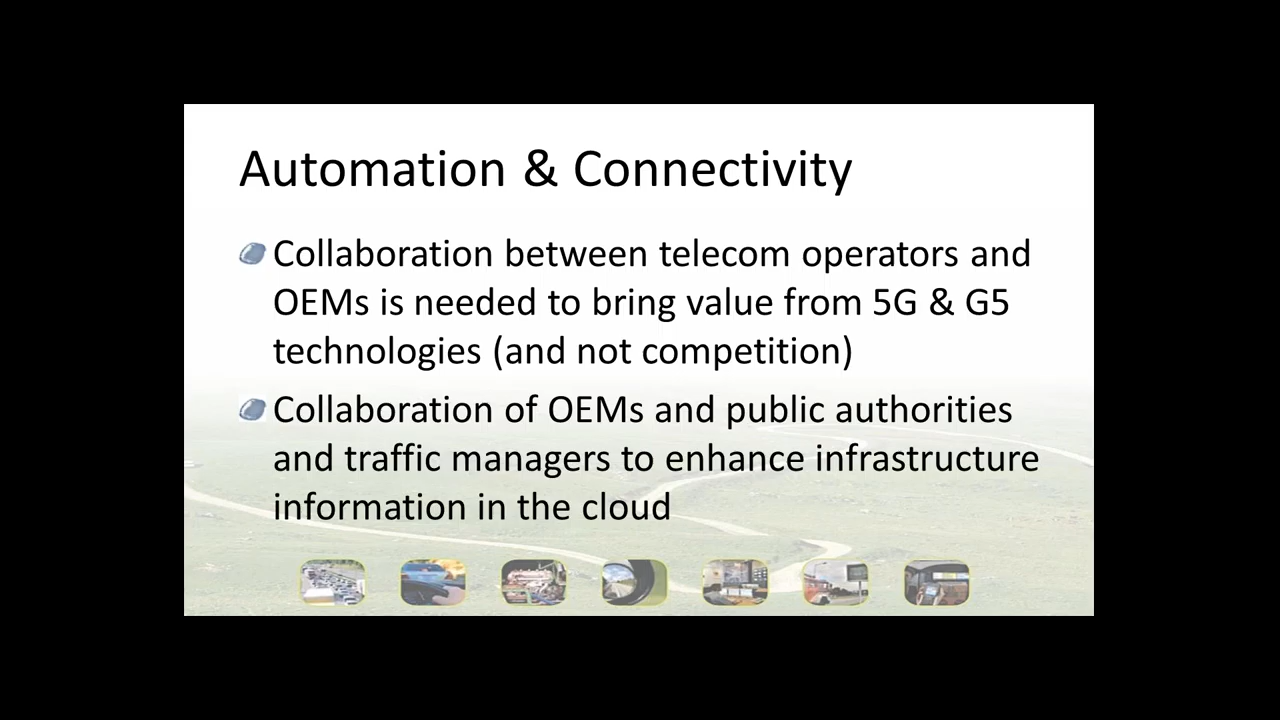 Automation & Connectivity
Collaboration between telecom operators and
OEMs is needed to bring value from 5G & G5
technologies (and not competition)
Collaboration of OEMs and public authorities
and traffic managers to enhance infrastructure
information in the cloud